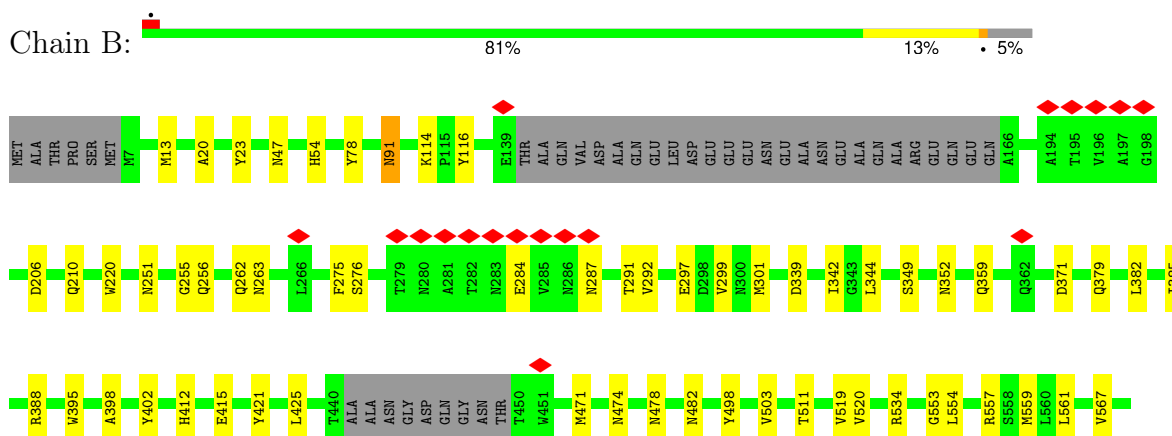 Chain B:
81% 13% • 5%
MET ALA THR PRO SER MET M7 M13 A20 Y23 N47 H54 Y78 N91 K114 P115 Y116 E139 THR ALA GLN VAL ASP ALA GLN GLU LEU ASP GLU GLU GLU ASN GLU ALA ASN GLU ALA GLN ALA ARG GLU GLN GLU GLN A166 A194 T195 V196 A197 G198
D206 Q210 W220 N251 G255 Q256 Q262 N263 L266 F275 S276 T279 N280 A281 T282 N283 E284 V285 N286 N287 T291 V292 E297 D298 V299 N300 M301 D339 I342 G343 L344 S349 N352 Q359 Q362 D371 Q379 L382
R388 W395 A398 Y402 H412 E415 Y421 L425 T440 ALA ALA ASN GLY ASP GLN GLY ASN THR T450 W451 M471 N474 N478 N482 Y498 V503 T511 V519 V520 R534 G553 L554 R557 S558 M559 L560 L561 V567